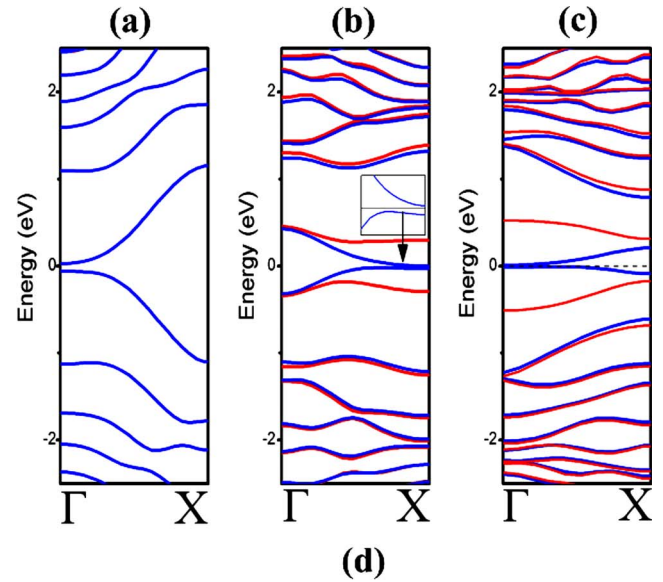 (a) (b) (c)
Energy (eV) Energy (eV) Energy (eV)
2 2 2
0 0 0
-2 -2 -2
Γ X Γ X Γ X
(d)